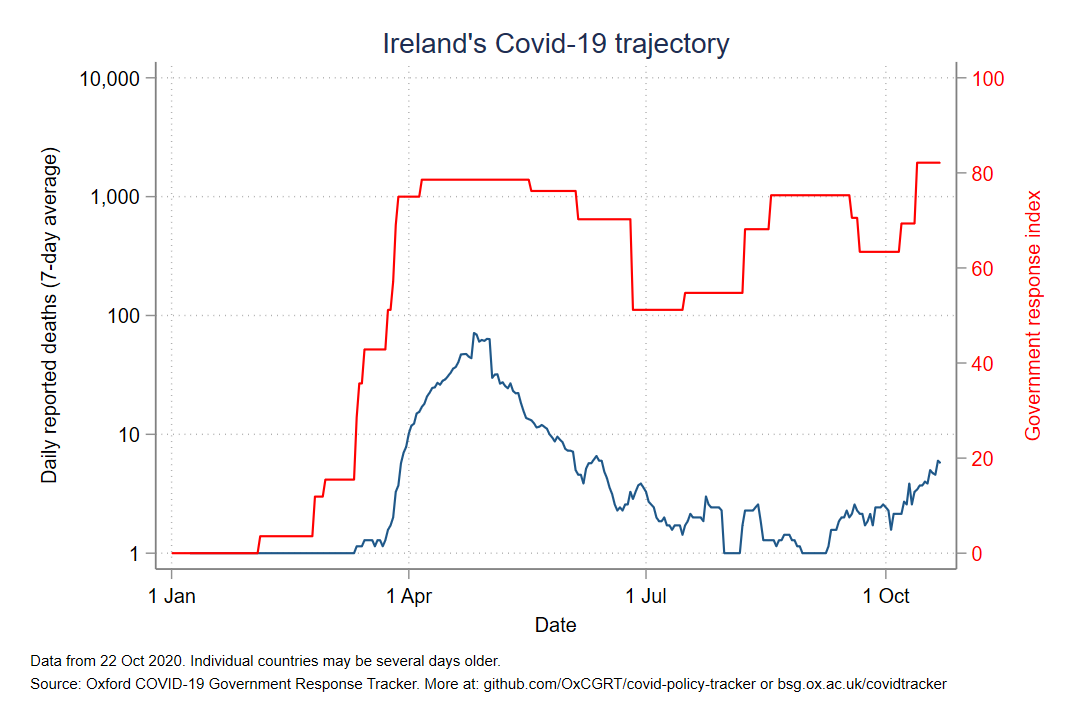 Ireland's Covid-19 trajectory
10,000
1,000
100
10
1
Daily reported deaths (7-day average)
100
80
60
40
20
0
Government response index
1 Jan 1 Apr 1 Jul 1 Oct
Date
Data from 22 Oct 2020. Individual countries may be several days older.
Source: Oxford COVID-19 Government Response Tracker. More at: github.com/OxCGRT/covid-policy-tracker or bsg.ox.ac.uk/covidtracker